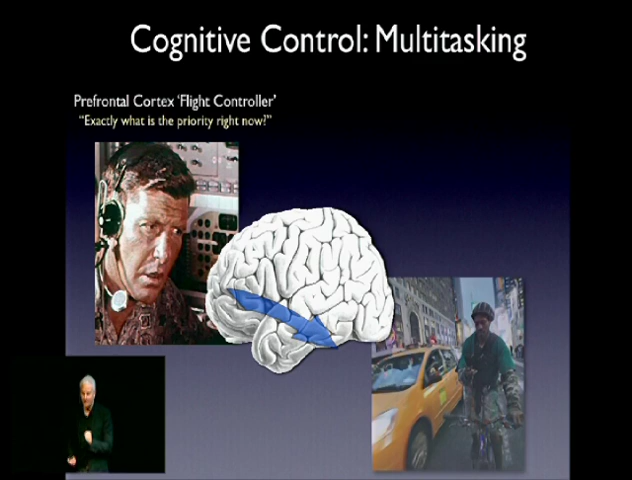 Cognitive Control: Multitasking
Prefrontal Cortex 'Flight Controller'
"Exactly what is the priority right now?"